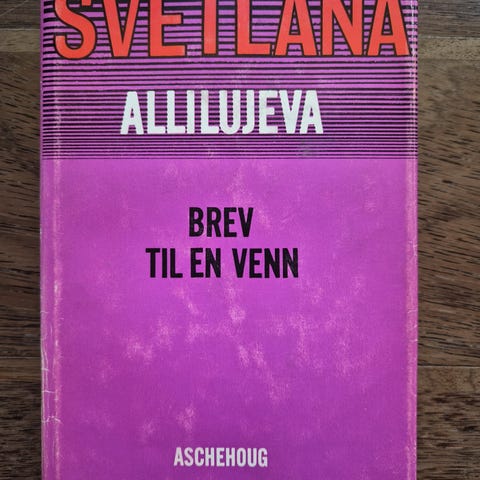 SVETLANA
ALLILUJEVA
BREV
TIL EN VENN
ASCHEHOUG